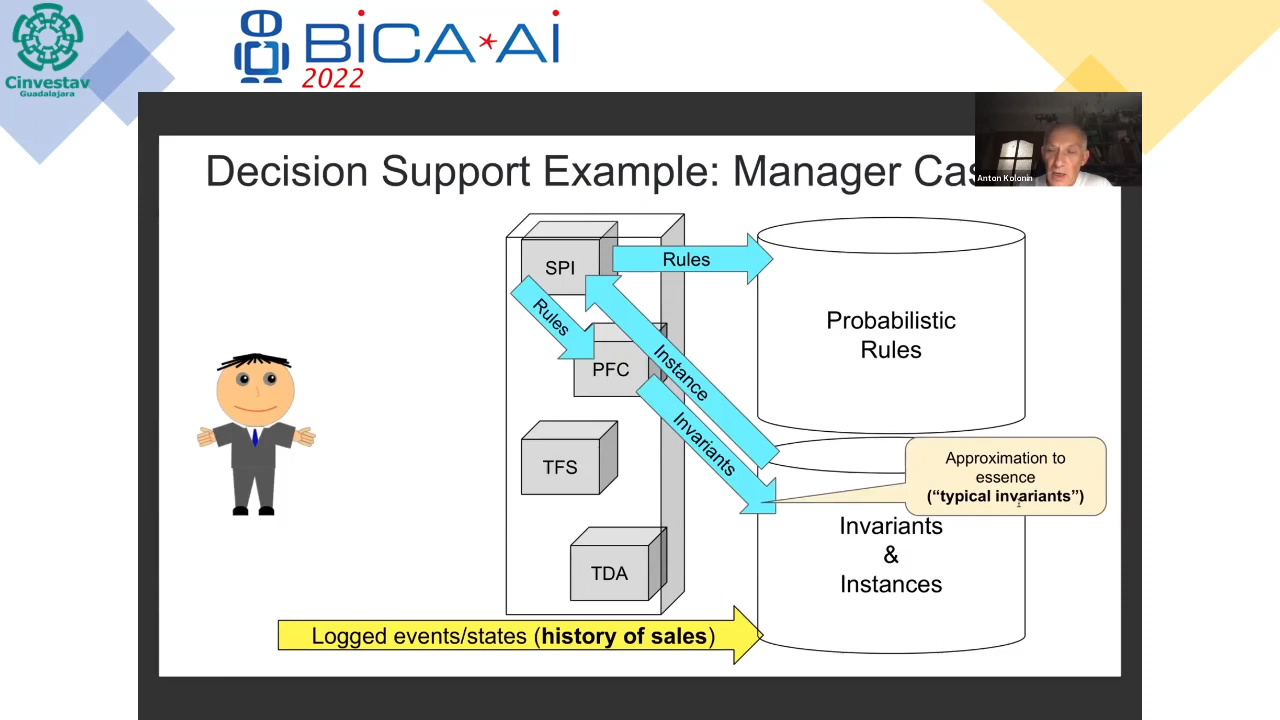 Cinvestav
Guadalajara
BiCA*Ai
2022
Anton Kolonin
Decision Support Example: Manager Cas
SPI
Rules
Rules
PFC
Instance
Invariants
TFS
TDA
Probabilistic
Rules
Approximation to
essence
(“typical invariants”)
Invariants
&
Instances
Logged events/states (history of sales)